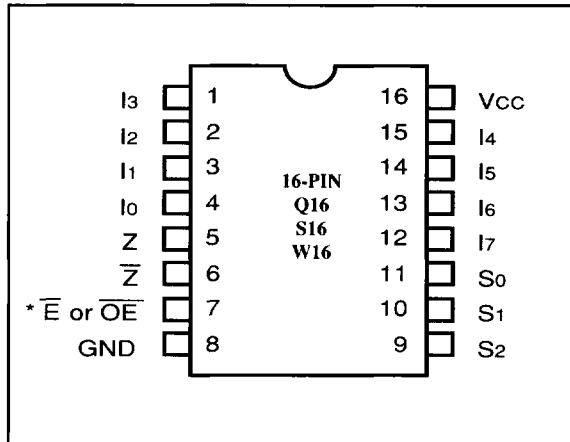 I₃ 1 16 VCC
I₂ 2 15 I₄
I₁ 3 14 I₅
I₀ 4 13 I₆
Z 5 12 I₇
Z̅ 6 11 S₀
* E̅ or O̅E̅ 7 10 S₁
GND 8 9 S₂
16-PIN
Q16
S16
W16